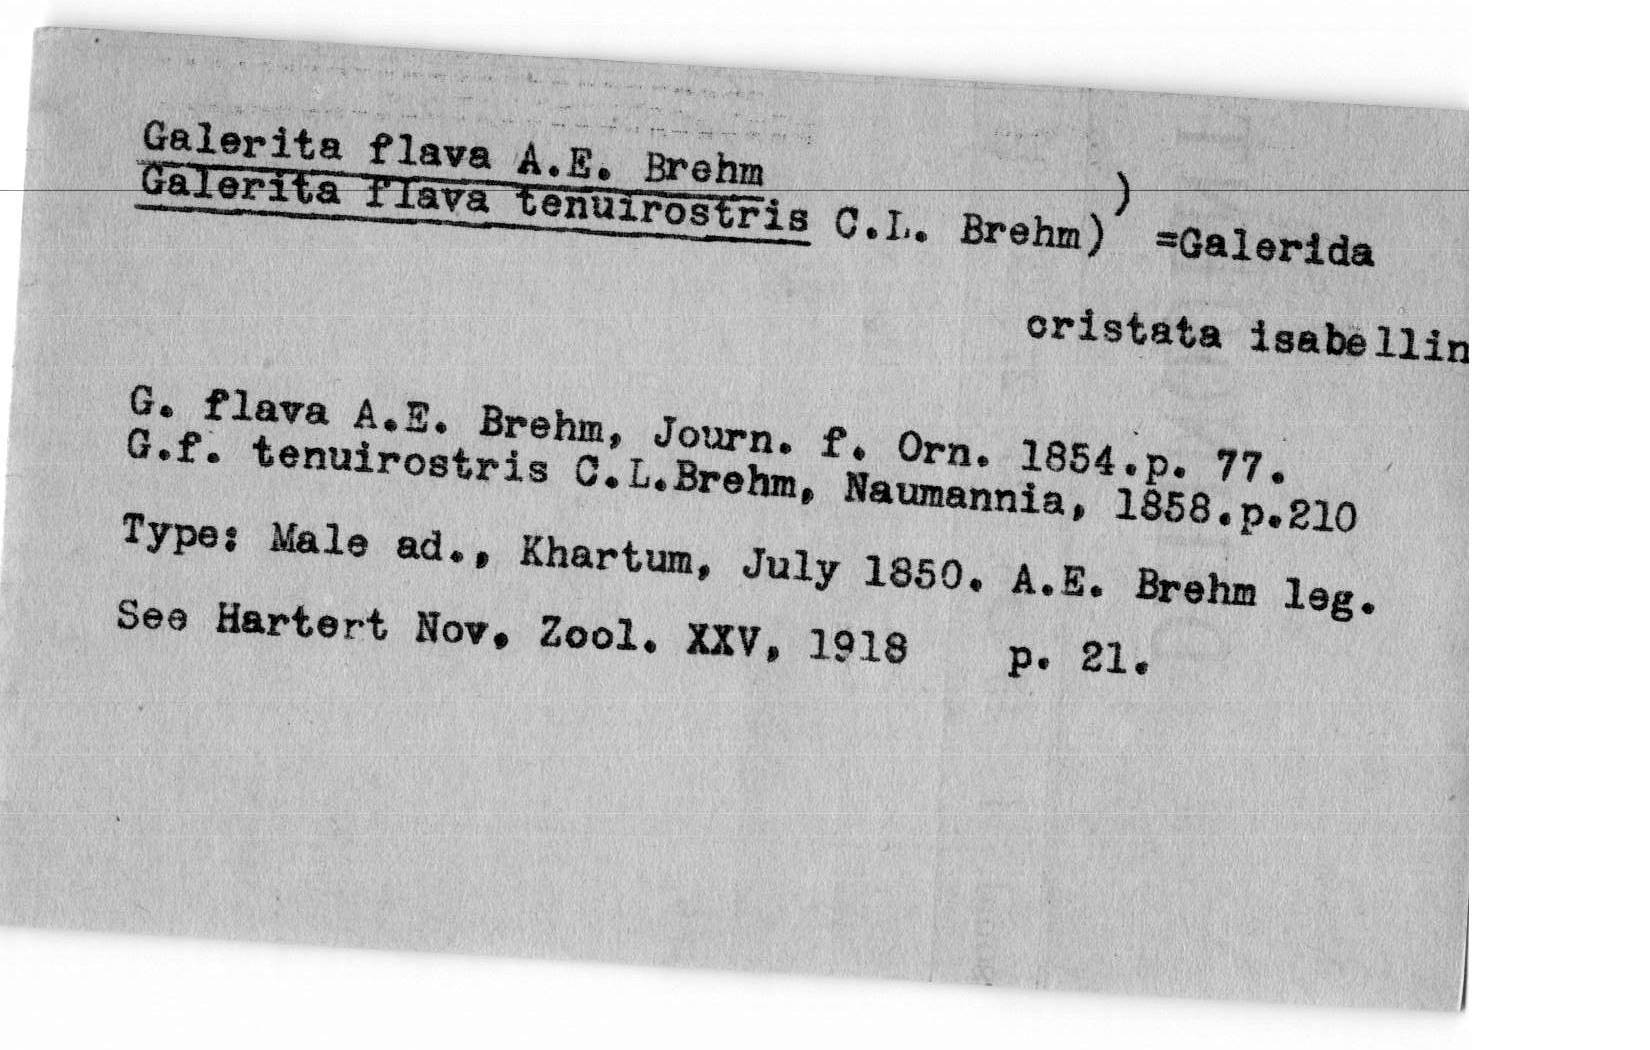 Galerita flava A.E. Brehm )
Galerita flava tenuirostris C.L. Brehm) =Galerida
cristata isabellin
G. flava A.E. Brehm, Journ. f. Orn. 1854.p. 77.
G.f. tenuirostris C.L.Brehm, Naumannia, 1858.p.210
Type: Male ad., Khartum, July 1850. A.E. Brehm leg.
See Hartert Nov. Zool. XXV, 1918 p. 21.